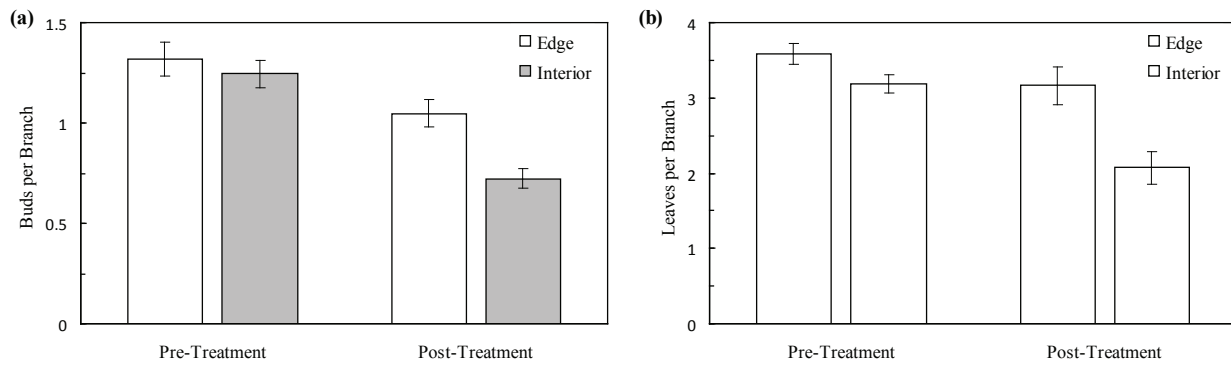 (a)
1.5
1
0.5
0
Buds per Branch
Edge
Interior
Pre-Treatment
Post-Treatment
(b)
4
3
2
1
0
Leaves per Branch
Edge
Interior
Pre-Treatment
Post-Treatment